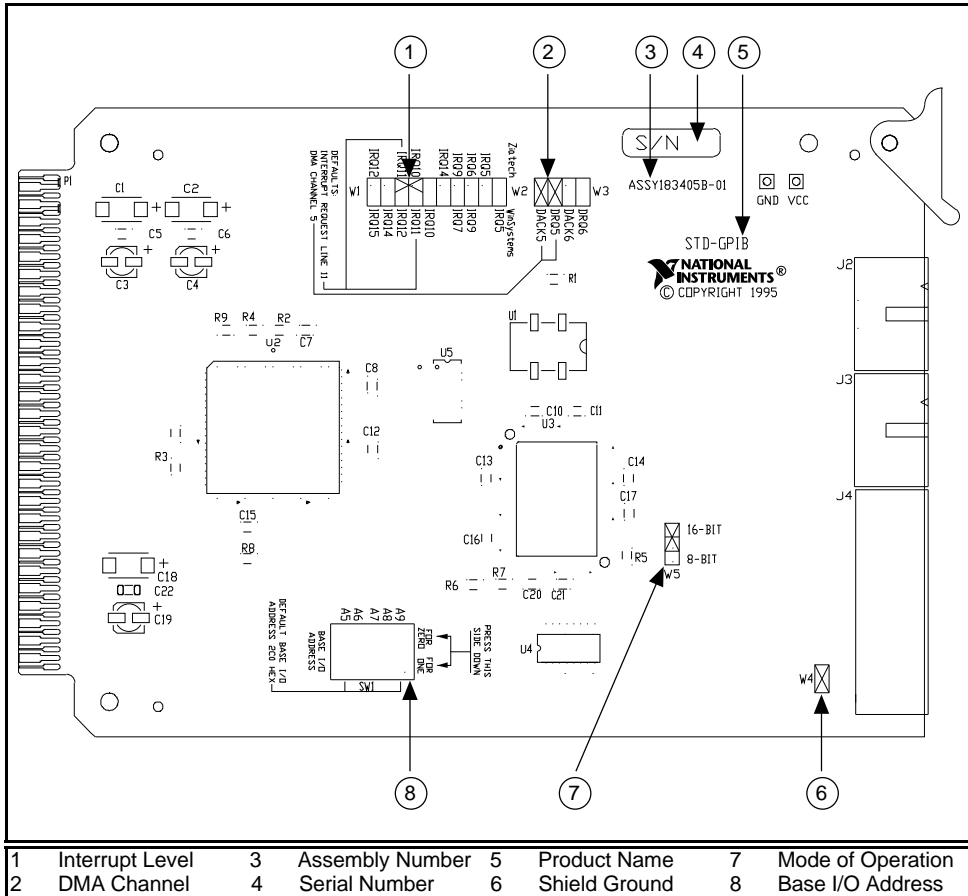 1 2 3 4 5
S/N
ASSY183405B-01
GND VCC
STD-GPIB
NATIONAL
INSTRUMENTS ®
© COPYRIGHT 1995
DEFAULTS:
INTERRUPT REQUEST LINE 11
DMA CHANNEL 5
Ziatech
IRQ12 IRQ11 IRQ10 IRQ14 IRQ9 IRQ6 IRQ5
W1 W2 W3
IRQ15 IRQ14 IRQ12 IRQ11 IRQ10 IRQ7 IRQ9 IRQ5
WinSystems
DACK5 DRQ5 DACK6 DRQ6
P1
C1 C2
C5 C6
C3 C4
R1
U1
J2
R9 R4 R2 C7
U2
U5
C8
J3
C10 C11
U3
C12
R3
C13 C14
J4
C17
C15
C16
16-BIT
8-BIT
W5
R8
R5
C18
C22
C19
R6 R7 C20 C21
DEFAULT BASE I/O
ADDRESS 2C0 HEX
BASE I/O
ADDRESS
A5 A6 A7 A8 A9
SW1
FOR
ZERO
FOR
ONE
PRESS THIS
SIDE DOWN
U4
W4
8 7 6
1 Interrupt Level 3 Assembly Number 5 Product Name 7 Mode of Operation
2 DMA Channel 4 Serial Number 6 Shield Ground 8 Base I/O Address